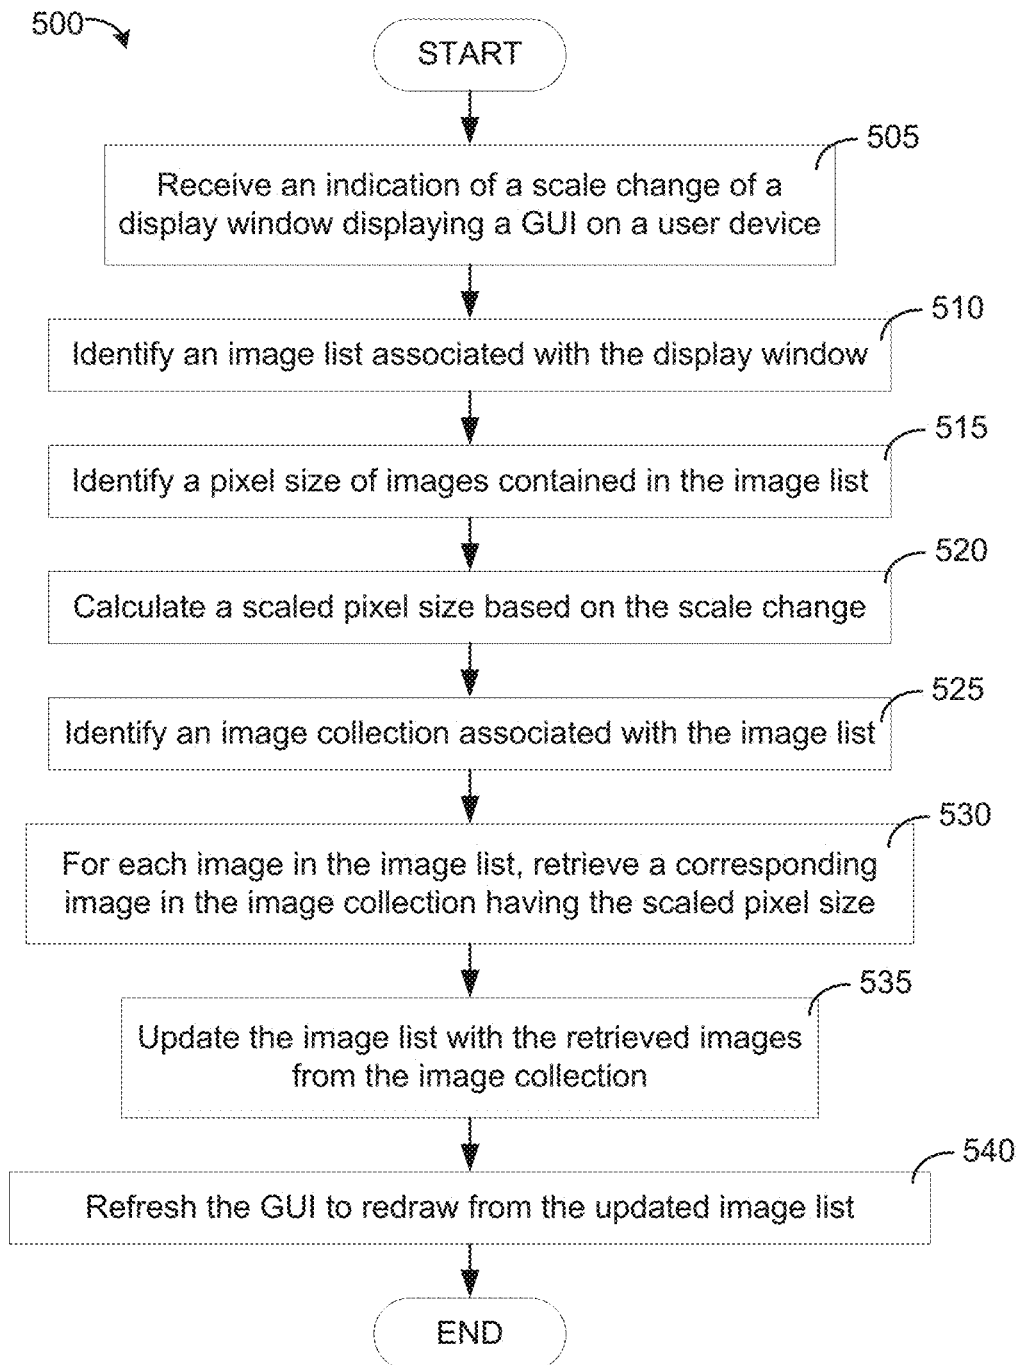 500
START
505
Receive an indication of a scale change of a
display window displaying a GUI on a user device
510
Identify an image list associated with the display window
515
Identify a pixel size of images contained in the image list
520
Calculate a scaled pixel size based on the scale change
525
Identify an image collection associated with the image list
530
For each image in the image list, retrieve a corresponding
image in the image collection having the scaled pixel size
535
Update the image list with the retrieved images
from the image collection
540
Refresh the GUI to redraw from the updated image list
END